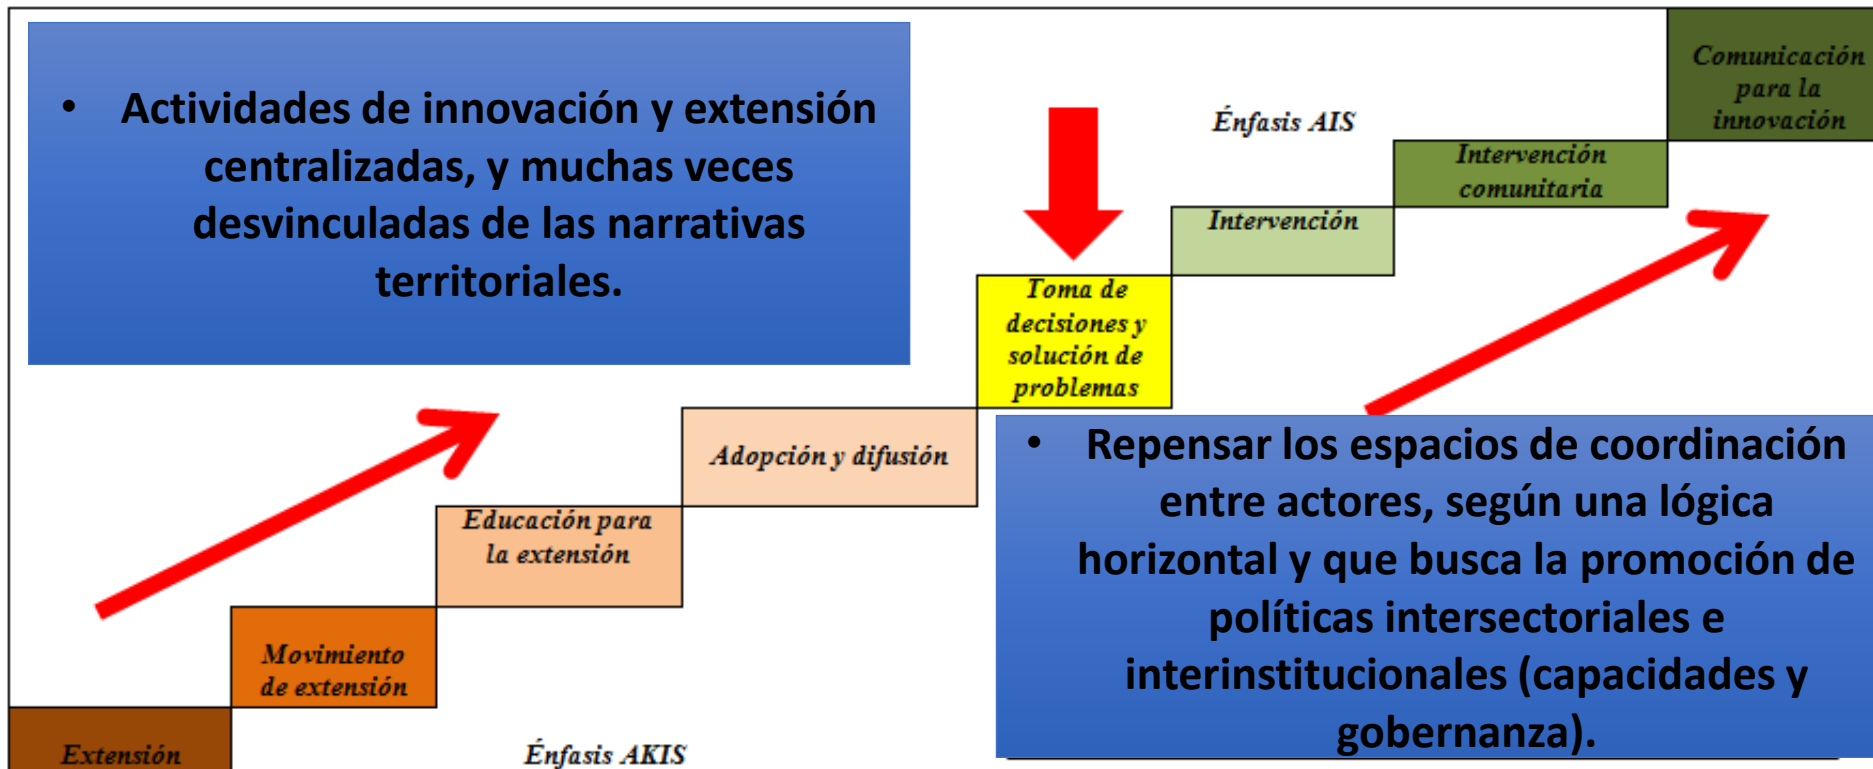 • Actividades de innovación y extensión
centralizadas, y muchas veces
desvinculadas de las narrativas
territoriales.
Comunicación
para la
innovación
Énfasis AIS
Intervención
comunitaria
Intervención
Toma de
decisiones y
solución de
problemas
Adopción y difusión
Educación para
la extensión
Movimiento
de extensión
Extensión
Énfasis AKIS
• Repensar los espacios de coordinación
entre actores, según una lógica
horizontal y que busca la promoción de
políticas intersectoriales e
interinstitucionales (capacidades y
gobernanza).